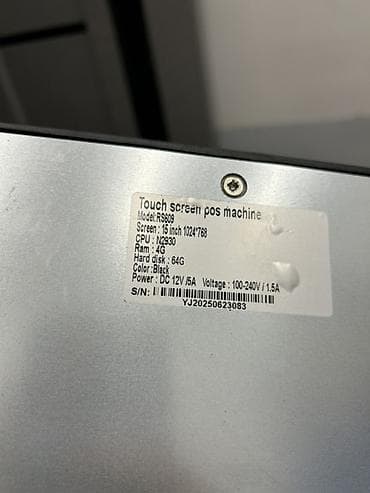 Touch screen pos machine
Model:RS609
Screen : 15 inch 1024*768
CPU : N2930
Ram : 4G
Hard disk : 64G
Color:Black
Power : DC 12V /5A Voltage : 100-240V / 1.5A
S/N:
YJ20250623083